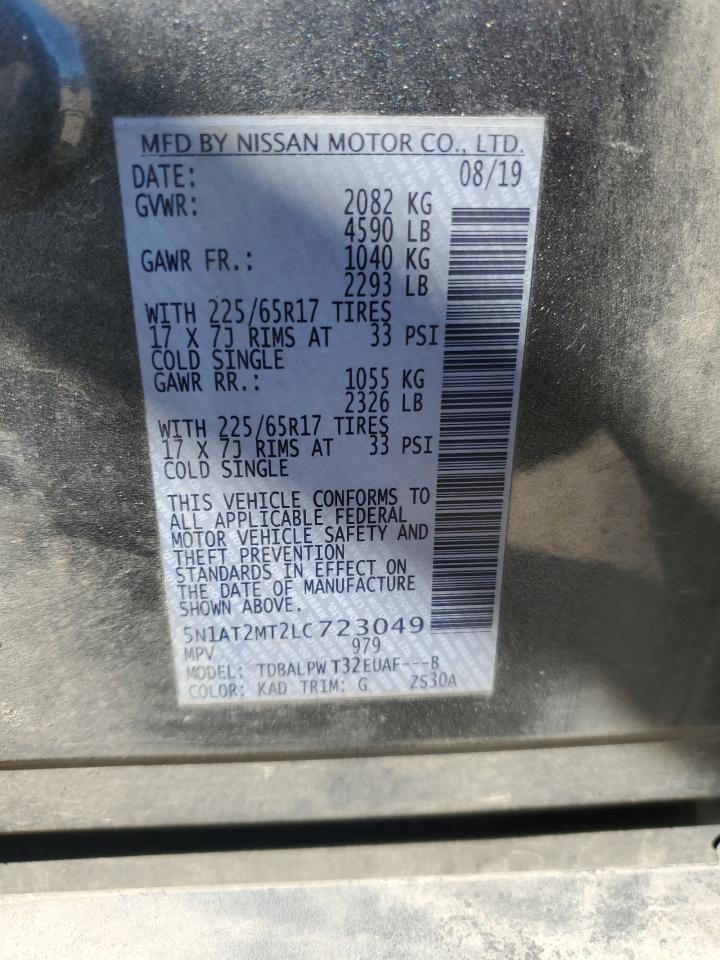 MFD BY NISSAN MOTOR CO., LTD.
DATE: 08/19
GVWR: 2082 KG
4590 LB
GAWR FR.: 1040 KG
2293 LB
WITH 225/65R17 TIRES
17 X 7J RIMS AT 33 PSI
COLD SINGLE
GAWR RR.: 1055 KG
2326 LB
WITH 225/65R17 TIRES
17 X 7J RIMS AT 33 PSI
COLD SINGLE
THIS VEHICLE CONFORMS TO
ALL APPLICABLE FEDERAL
MOTOR VEHICLE SAFETY AND
THEFT PREVENTION
STANDARDS IN EFFECT ON
THE DATE OF MANUFACTURE
SHOWN ABOVE.
5N1AT2MT2LC723049
MPV 979
MODEL: TDBALPW T32EUAF---B
COLOR: KAD TRIM: G 2S30A